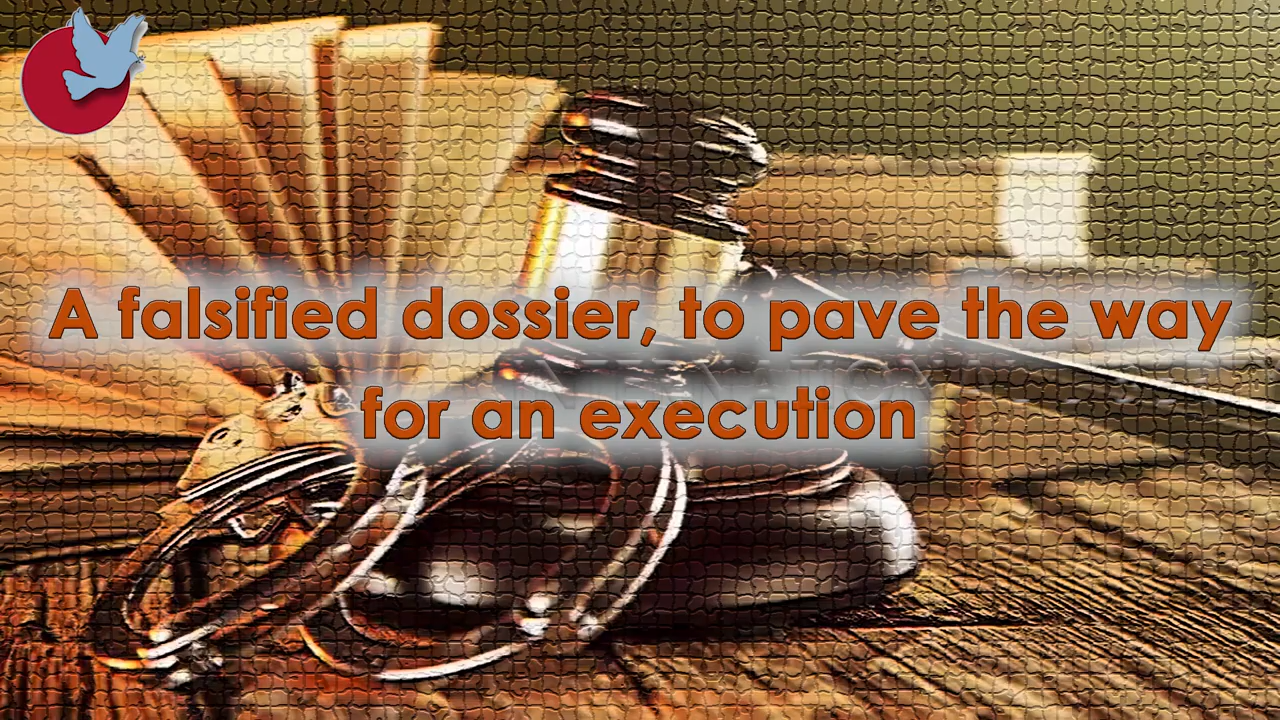 A falsified dossier, to pave the way
for an execution